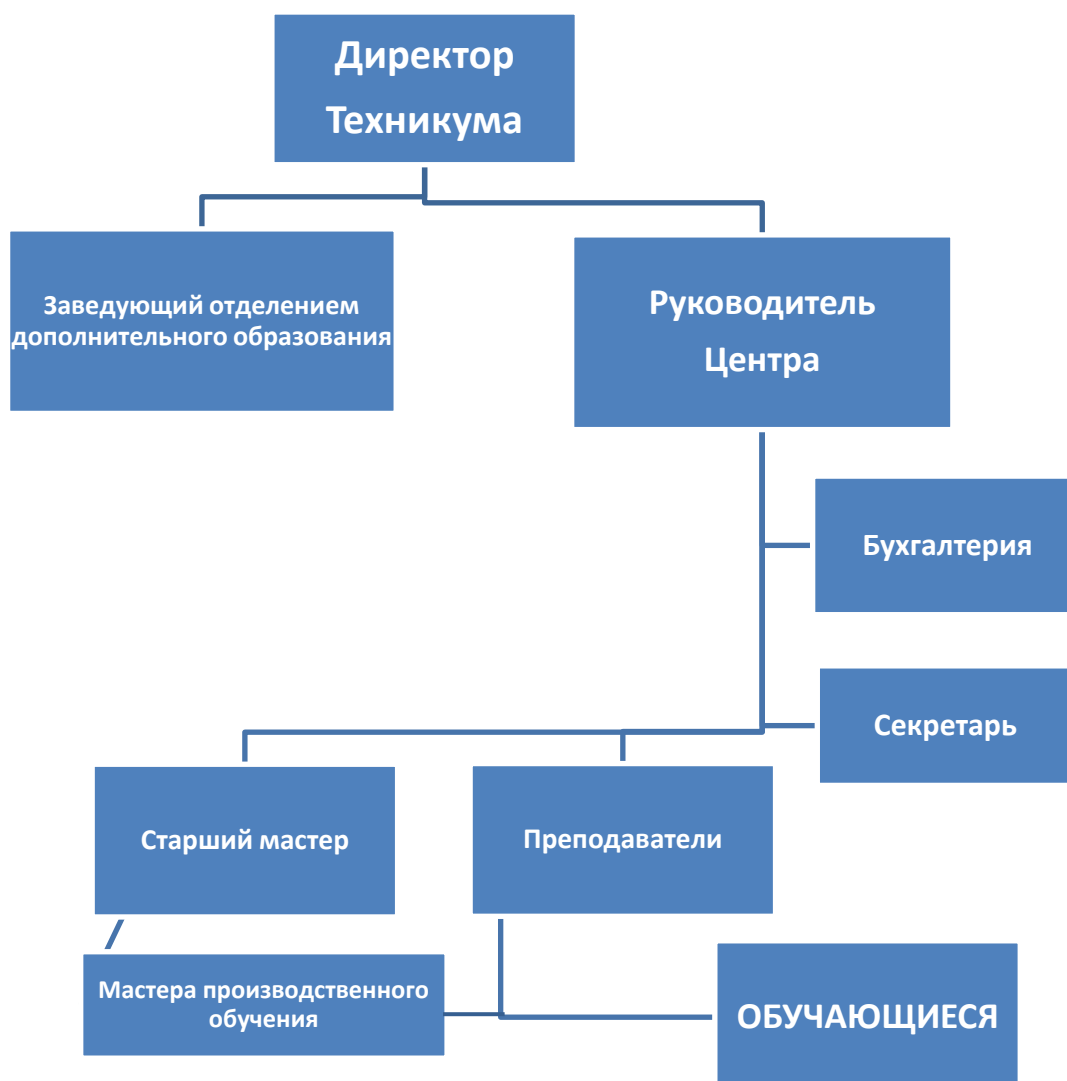 Директор
Техникума
Заведующий отделением
дополнительного образования
Руководитель
Центра
Бухгалтерия
Секретарь
Старший мастер
Преподаватели
Мастера производственного
обучения
ОБУЧАЮЩИЕСЯ